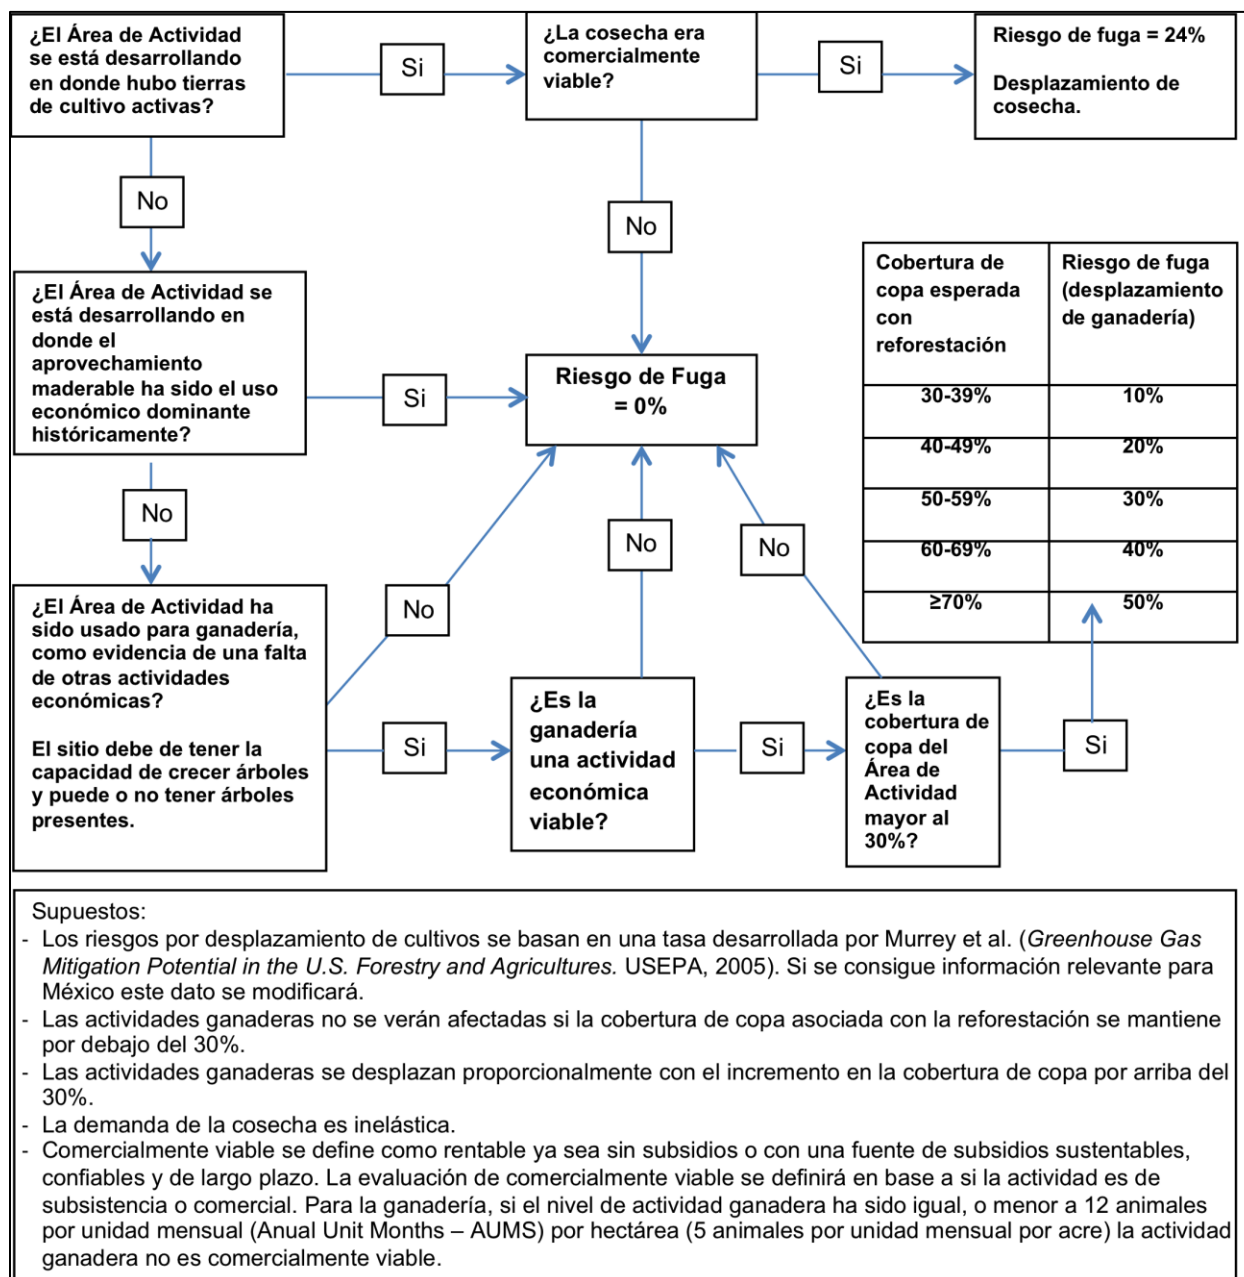 ¿El Área de Actividad
se está desarrollando
en donde hubo tierras
de cultivo activas?
Si
¿La cosecha era
comercialmente
viable?
Si
Riesgo de fuga = 24%
Desplazamiento de
cosecha.
No
No
¿El Área de Actividad se
está desarrollando en
donde el
aprovechamiento
maderable ha sido el uso
económico dominante
históricamente?
Si
Riesgo de Fuga
= 0%
Cobertura de
copa esperada
con
reforestación
Riesgo de fuga
(desplazamiento
de ganadería)
30-39%
10%
40-49%
20%
50-59%
30%
60-69%
40%
≥70%
50%
No
No
No
No
¿El Área de Actividad ha
sido usado para ganadería,
como evidencia de una falta
de otras actividades
económicas?
El sitio debe de tener la
capacidad de crecer árboles
y puede o no tener árboles
presentes.
Si
¿Es la
ganadería
una actividad
económica
viable?
Si
¿Es la
cobertura de
copa del
Área de
Actividad
mayor al
30%?
Si
Supuestos:
- Los riesgos por desplazamiento de cultivos se basan en una tasa desarrollada por Murrey et al. (Greenhouse Gas
Mitigation Potential in the U.S. Forestry and Agricultures. USEPA, 2005). Si se consigue información relevante para
México este dato se modificará.
- Las actividades ganaderas no se verán afectadas si la cobertura de copa asociada con la reforestación se mantiene
por debajo del 30%.
- Las actividades ganaderas se desplazan proporcionalmente con el incremento en la cobertura de copa por arriba del
30%.
- La demanda de la cosecha es inelástica.
- Comercialmente viable se define como rentable ya sea sin subsidios o con una fuente de subsidios sustentables,
confiables y de largo plazo. La evaluación de comercialmente viable se definirá en base a si la actividad es de
subsistencia o comercial. Para la ganadería, si el nivel de actividad ganadera ha sido igual, o menor a 12 animales
por unidad mensual (Anual Unit Months – AUMS) por hectárea (5 animales por unidad mensual por acre) la actividad
ganadera no es comercialmente viable.